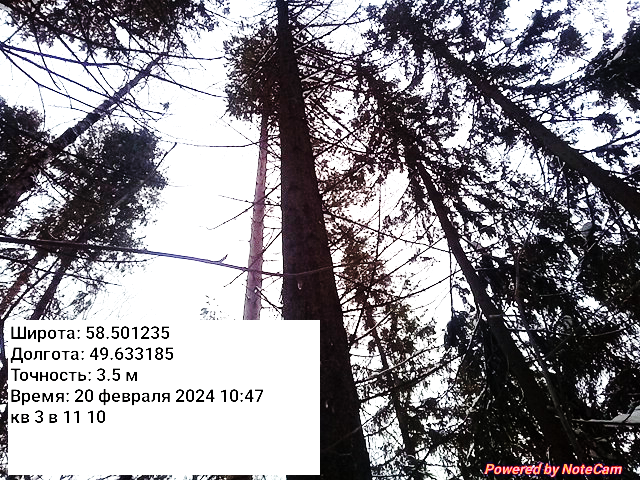 Широта: 58.501235
Долгота: 49.633185
Точность: 3.5 м
Время: 20 февраля 2024 10:47
кв 3 в 11 10
Powered by NoteCam